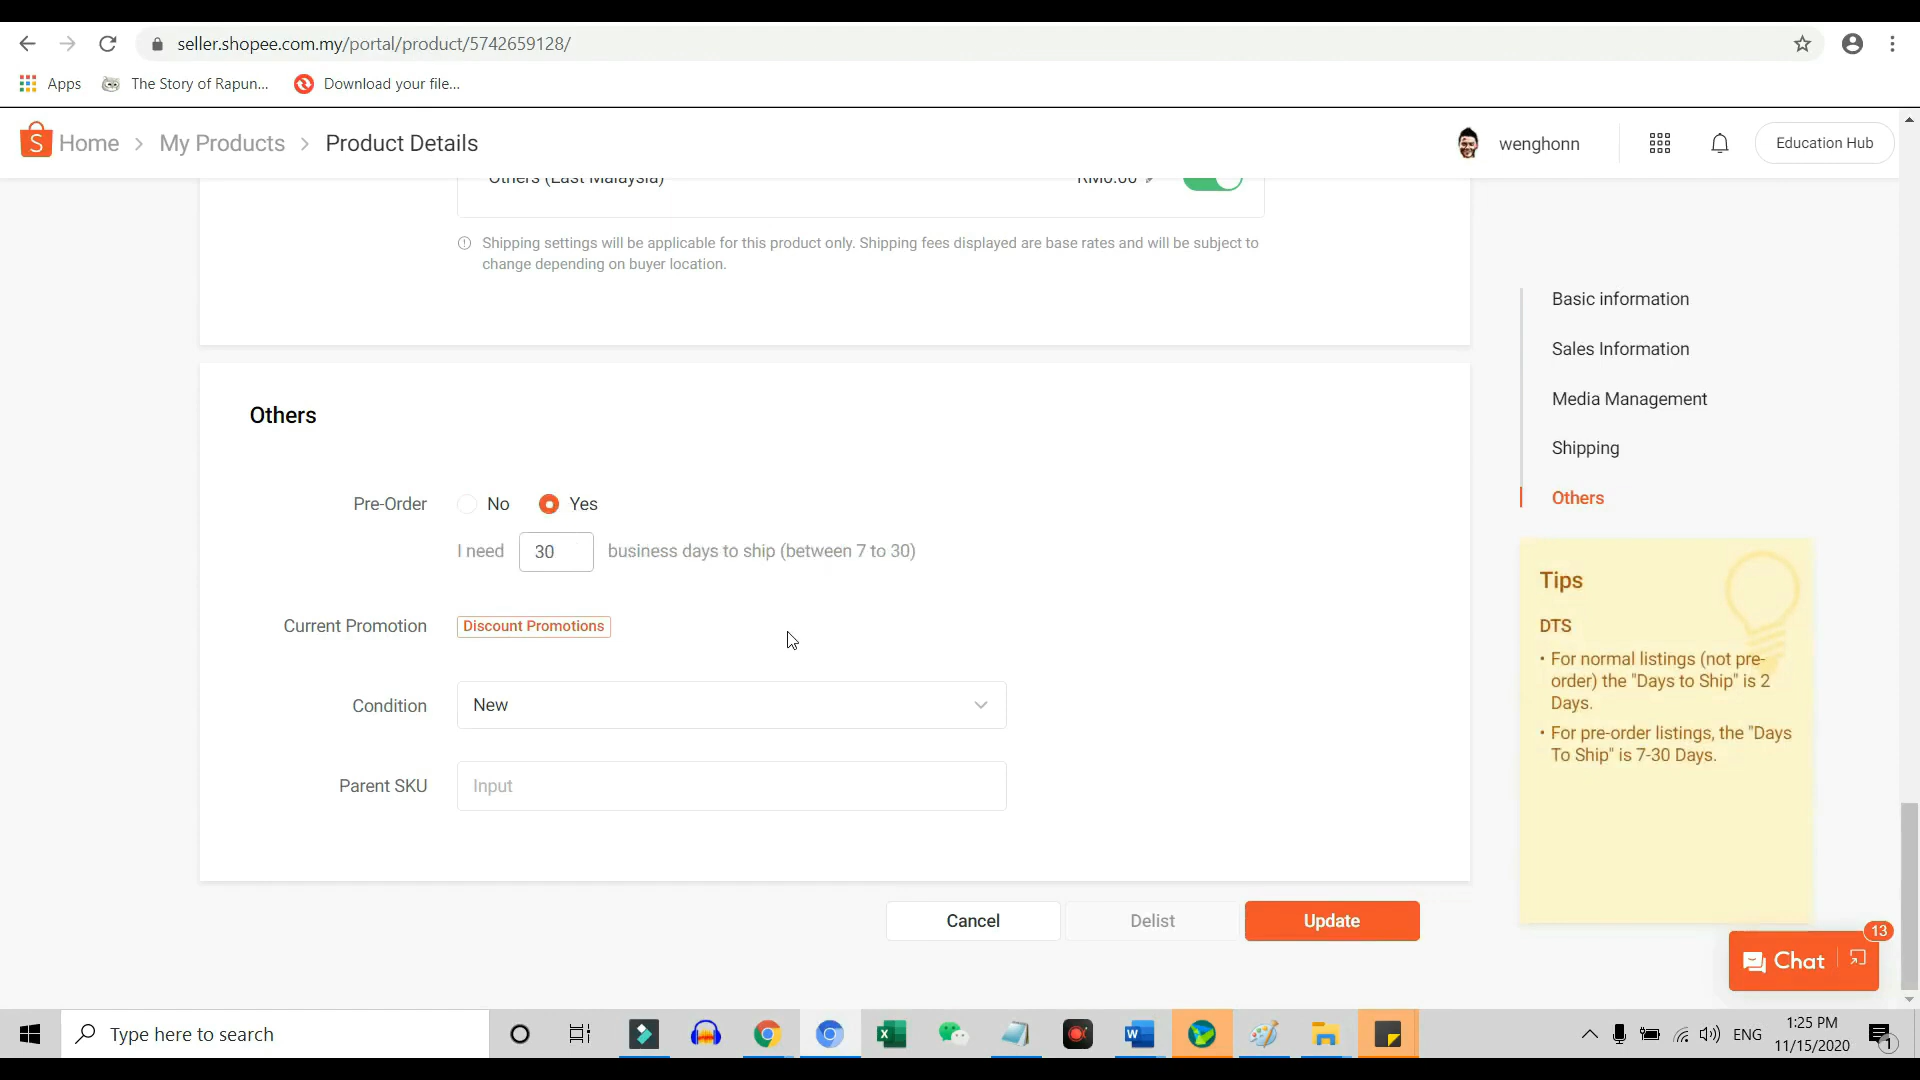 seller.shopee.com.my/portal/product/5742659128/
Apps The Story of Rapun... Download your file...
Home > My Products > Product Details
wenghonn
Education Hub
Others (East Malaysia) RM0.00
Shipping settings will be applicable for this product only. Shipping fees displayed are base rates and will be subject to
change depending on buyer location.
Basic information
Sales Information
Media Management
Shipping
Others
Others
Pre-Order No Yes
I need 30 business days to ship (between 7 to 30)
Current Promotion Discount Promotions
Condition New
Parent SKU Input
Tips
DTS
• For normal listings (not pre-
order) the "Days to Ship" is 2
Days.
• For pre-order listings, the "Days
To Ship" is 7-30 Days.
Cancel Delist Update
13
Chat
Type here to search
ENG
1:25 PM
11/15/2020
1